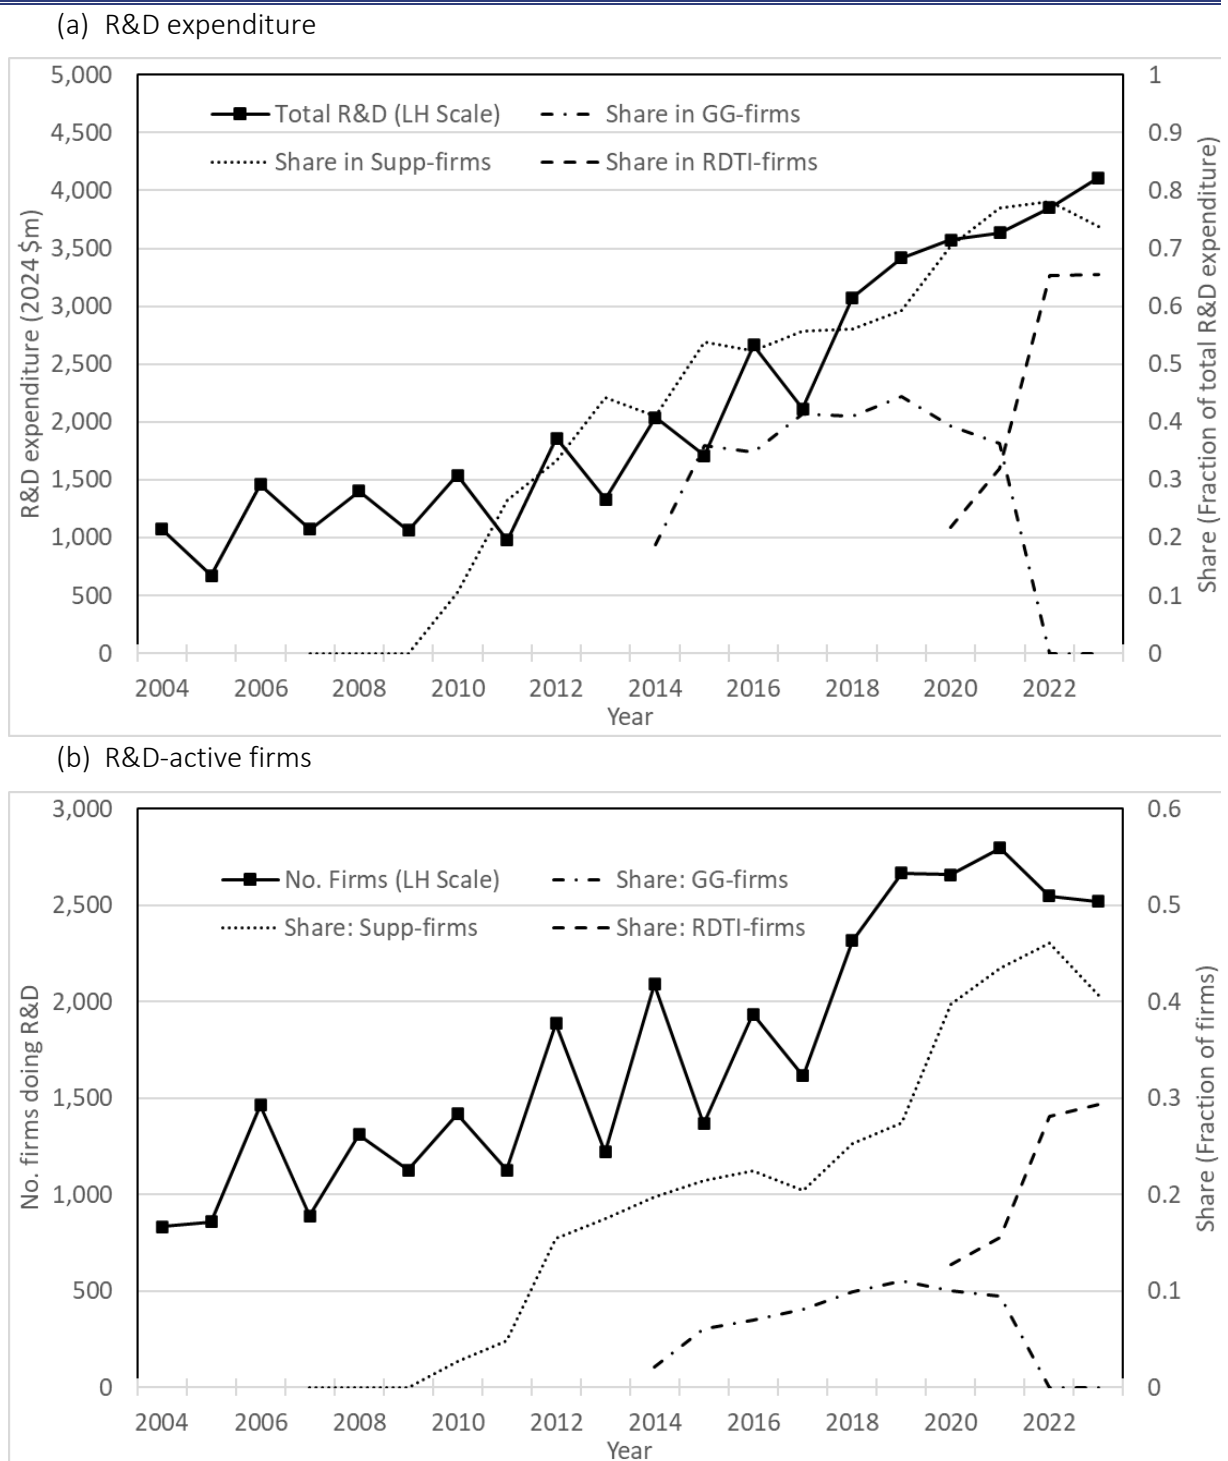 (a) R&D expenditure
5,000
4,500
4,000
3,500
3,000
2,500
2,000
1,500
1,000
500
0
R&D expenditure (2024 $m)
Total R&D (LH Scale)
Share in GG-firms
Share in Supp-firms
Share in RDTI-firms
1
0.9
0.8
0.7
0.6
0.5
0.4
0.3
0.2
0.1
0
Share (Fraction of total R&D expenditure)
2004 2006 2008 2010 2012 2014 2016 2018 2020 2022
Year
(b) R&D-active firms
3,000
2,500
2,000
1,500
1,000
500
0
No. firms doing R&D
No. Firms (LH Scale)
Share: GG-firms
Share: Supp-firms
Share: RDTI-firms
0.6
0.5
0.4
0.3
0.2
0.1
0
Share (Fraction of firms)
2004 2006 2008 2010 2012 2014 2016 2018 2020 2022
Year